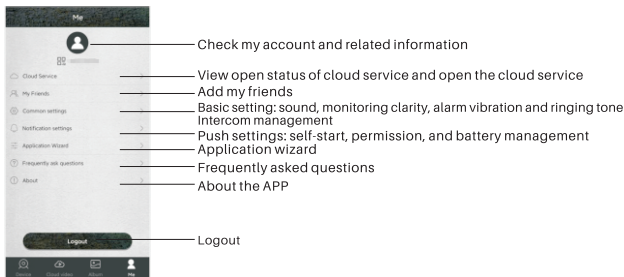 Me
Check my account and related information
Cloud Service
View open status of cloud service and open the cloud service
My Friends
Add my friends
Common settings
Basic setting: sound, monitoring clarity, alarm vibration and ringing tone
Intercom management
Notification settings
Push settings: self-start, permission, and battery management
Application Wizard
Application wizard
Frequently ask questions
Frequently asked questions
About
About the APP
Logout
Logout
Device Cloud video Album Me